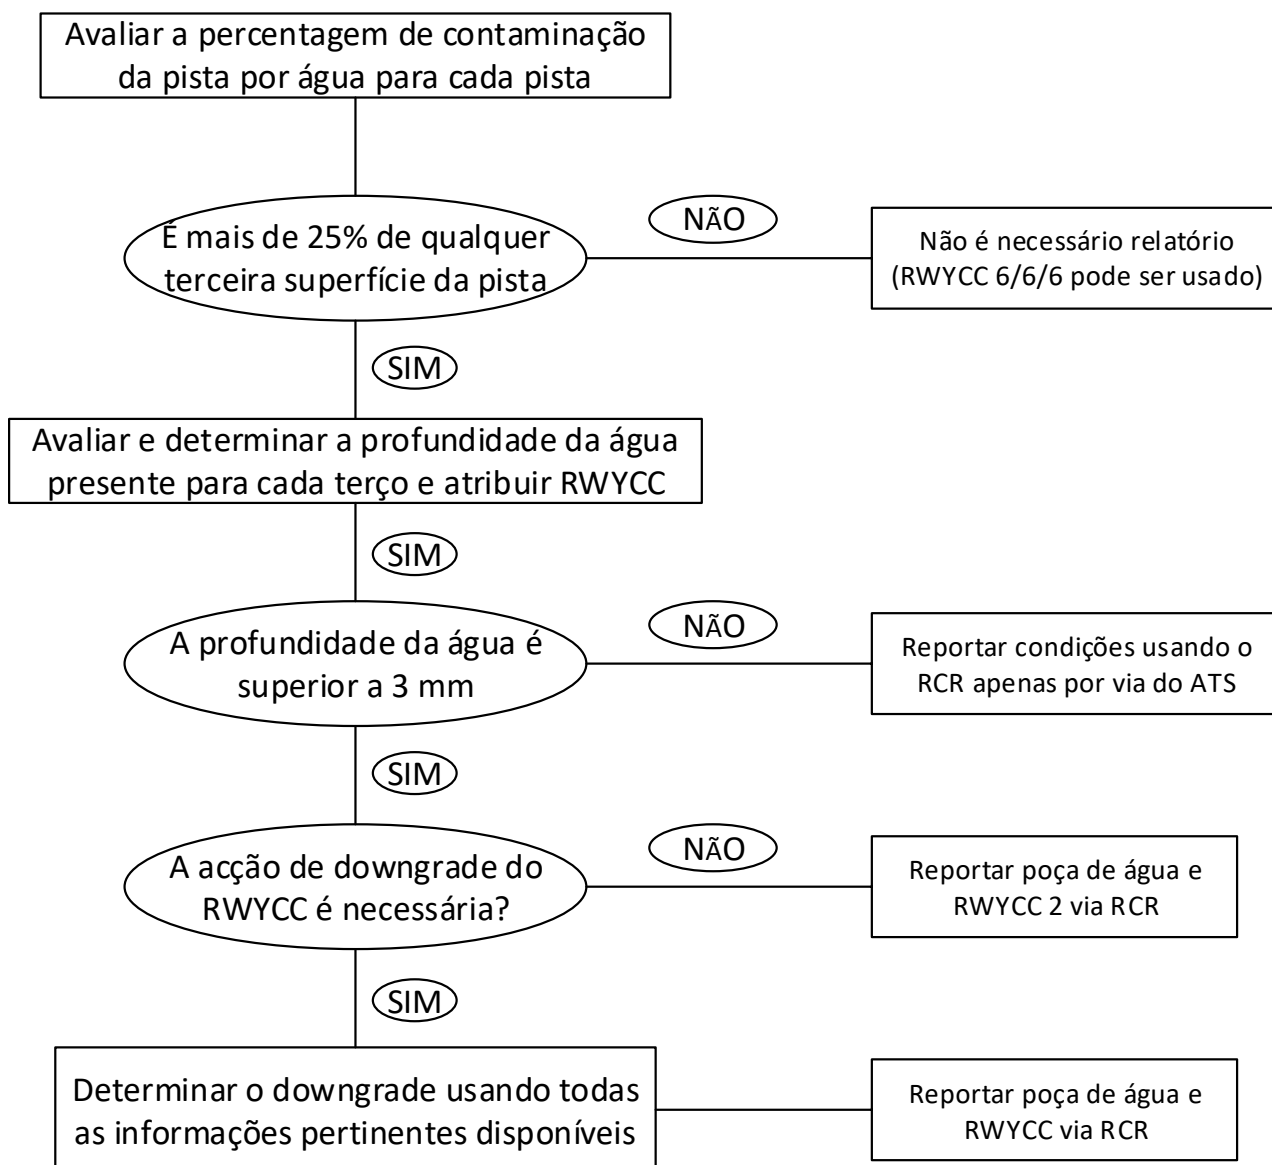 Avaliar a percentagem de contaminação
da pista por água para cada pista
É mais de 25% de qualquer
terceira superfície da pista
NÃO
Não é necessário relatório
(RWYCC 6/6/6 pode ser usado)
SIM
Avaliar e determinar a profundidade da água
presente para cada terço e atribuir RWYCC
SIM
A profundidade da água é
superior a 3 mm
NÃO
Reportar condições usando o
RCR apenas por via do ATS
SIM
A acção de downgrade do
RWYCC é necessária?
NÃO
Reportar poça de água e
RWYCC 2 via RCR
SIM
Determinar o downgrade usando todas
as informações pertinentes disponíveis
Reportar poça de água e
RWYCC via RCR